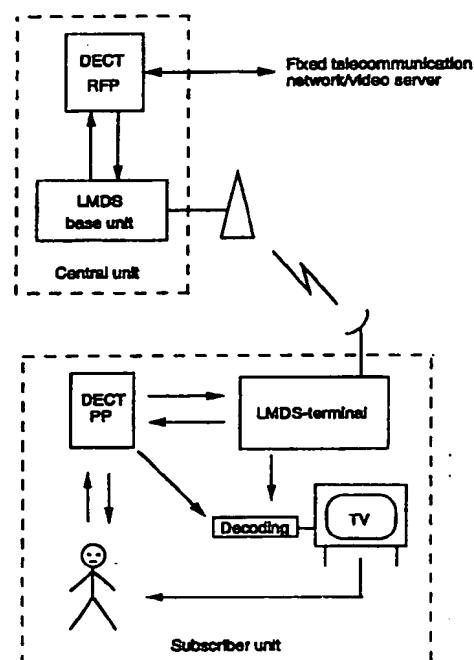 DECT
RFP
Fixed telecommunication
network/video server
LMDS
base unit
Central unit
DECT
PP
LMDS-terminal
Decoding
TV
Subscriber unit